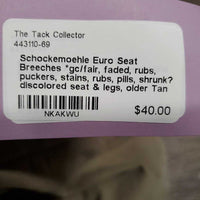 The Tack Collector
443110-69
Schockemoehle Euro Seat
Breeches *gc/fair, faded, rubs,
puckers, stains, rubs, pills, shrunk?
discolored seat & legs, older Tan
NKAKWU
$40.00